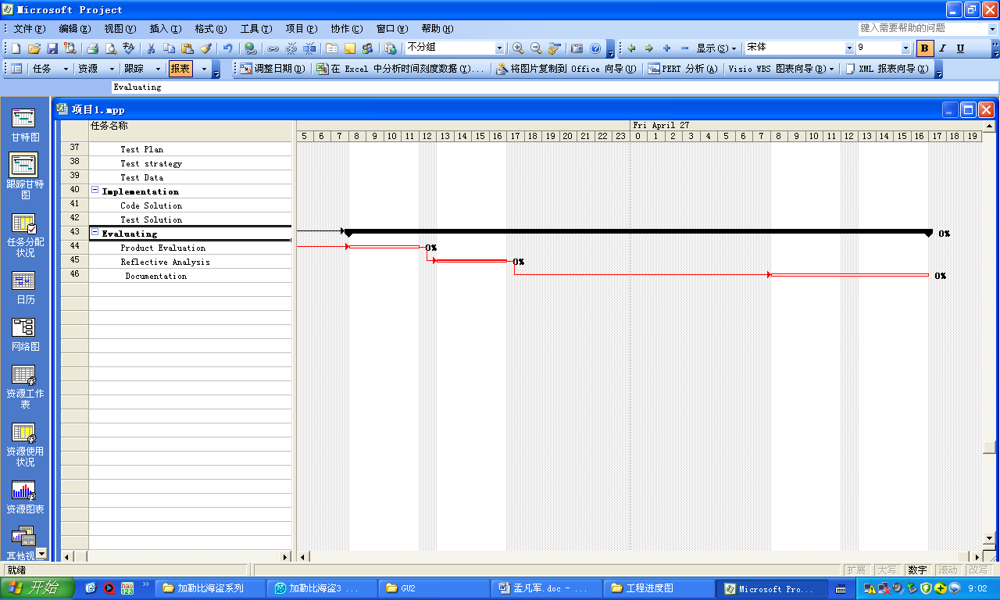 Microsoft Project
文件(F) 编辑(E) 视图(V) 插入(I) 格式(O) 工具(T) 项目(P) 协作(C) 窗口(W) 帮助(H) 键入需要帮助的问题
不分组 显示(S) 宋体 9 B I U
任务 资源 跟踪 报表 调整日期(D) 在 Excel 中分析时间刻度数据(Y)... 将图片复制到 Office 向导(U) PERT 分析(A) Visio WBS 图表向导(B) XML 报表向导(X)
Evaluating
项目1.mpp
任务名称 Fri April 27
5 6 7 8 9 10 11 12 13 14 15 16 17 18 19 20 21 22 23 0 1 2 3 4 5 6 7 8 9 10 11 12 13 14 15 16 17 18 19
37 Test Plan
38 Test strategy
39 Test Data
40 Implementation
41 Code Solution
42 Test Solution
43 Evaluating 0%
44 Product Evaluation 0%
45 Reflective Analysis 0%
46 Documentation 0%
甘特图
跟踪甘特
图
任务分配
状况
日历
网络图
资源工作
表
资源使用
状况
资源图表
其他视
就绪 扩展 大写 数字 滚动 改写
开始 hao 123 » 加勒比海盗系列 加勒比海盗3 ... GU2 孟凡军.doc - ... 工程进度图 Microsoft Pro... 9:02